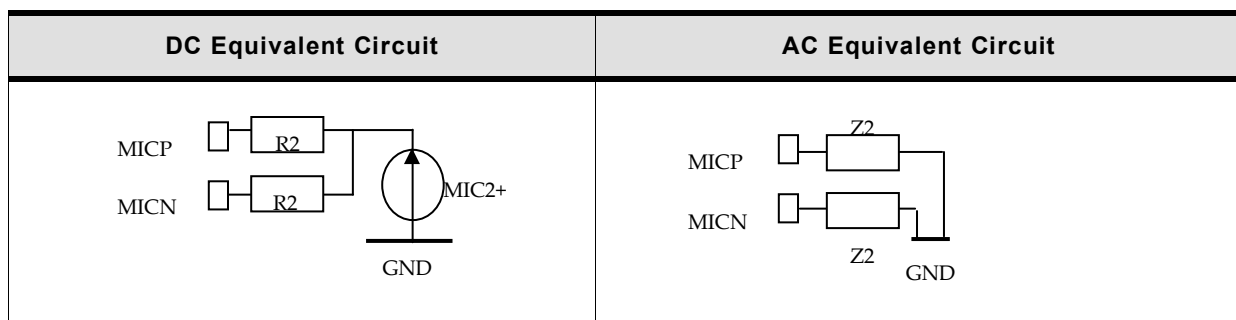 DC Equivalent Circuit
AC Equivalent Circuit
MICP
R2
MICN
R2
MIC2+
GND
Z2
MICP
MICN
Z2
GND